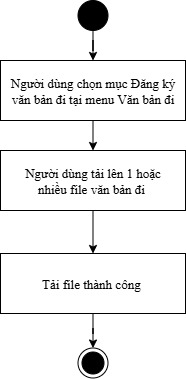 Người dùng chọn mục Đăng ký
văn bản đi tại menu Văn bản đi
Người dùng tải lên 1 hoặc
nhiều file văn bản đi
Tải file thành công